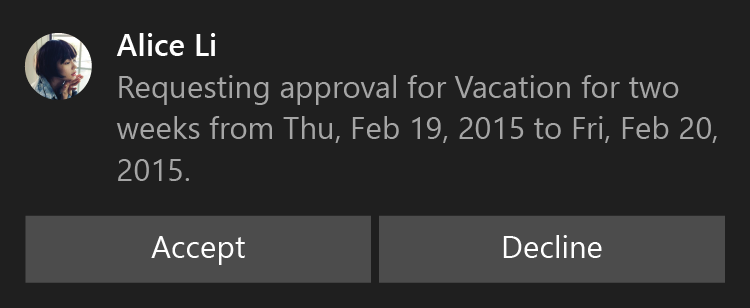 Alice Li
Requesting approval for Vacation for two
weeks from Thu, Feb 19, 2015 to Fri, Feb 20,
2015.
Accept
Decline